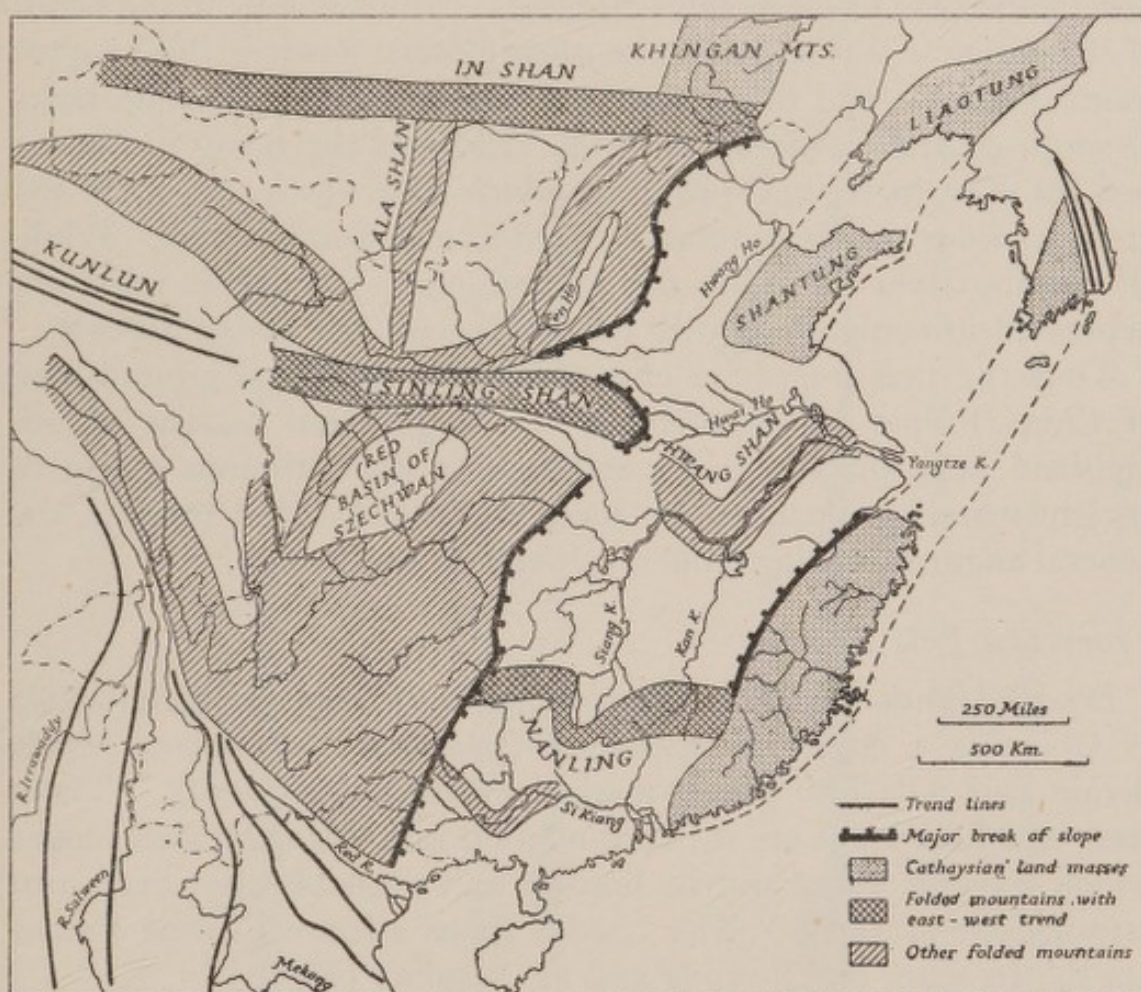 KHINGAN MTS.
IN SHAN
LIAOTUNG
ALA SHAN
KUNLUN
Hwang Ho
SHANTUNG
Fen Ho
TSINLING SHAN
Hwai Ho
HWANG SHAN
RED
BASIN OF
SZECHWAN
Yangtze K.
Siang K.
Kan K.
250 Miles
500 Km.
R. Irrawaddy
NANLING
Si Kiang
Red K.
R. Salween
Mekong
Trend lines
Major break of slope
Cathaysian' land masses
Folded mountains with
east-west trend
Other folded mountains